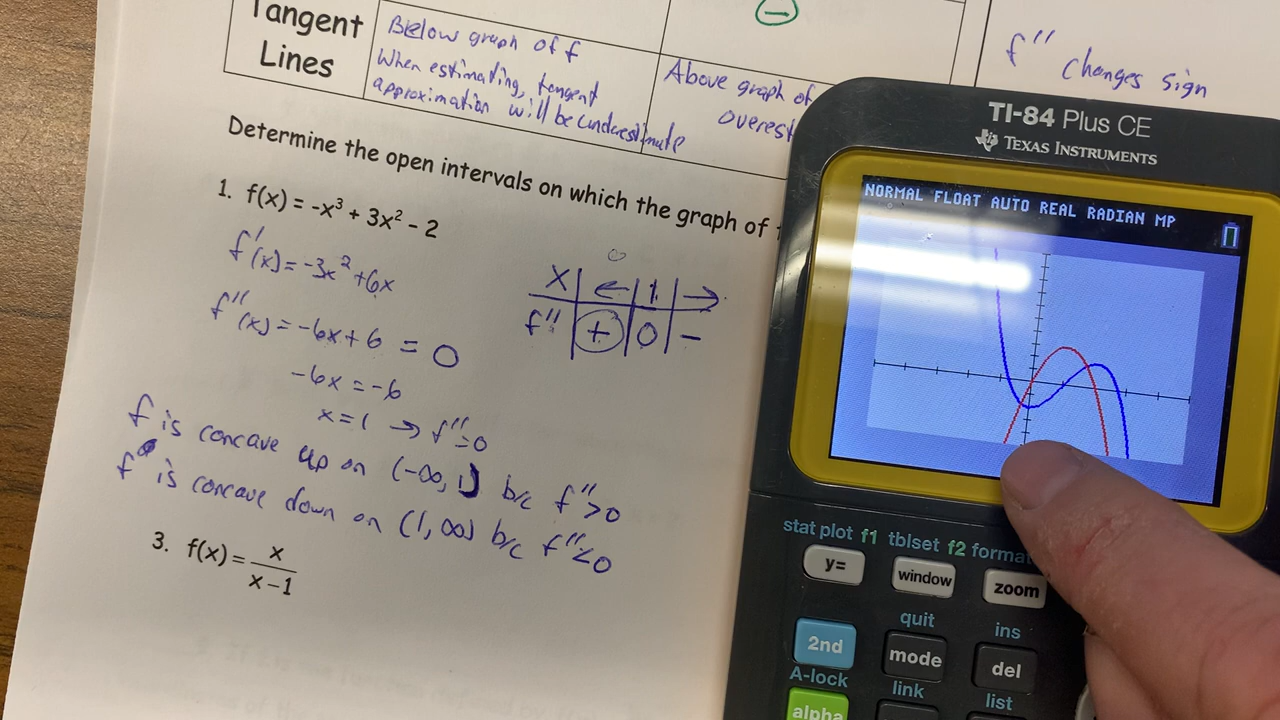 Tangent
Lines
Below graph of f
When estimating, tangent
approximation will be underestimate
Above graph of
overest
f'' changes sign
Determine the open intervals on which the graph of
1. f(x) = -x³ + 3x² - 2
f'(x) = -3x² + 6x
f''(x) = -6x + 6 = 0
-6x = -6
x = 1 → f'' = 0
x ← 1 →
f'' + 0 -
f is concave up on (-∞, 1) b/c f'' > 0
f is concave down on (1, ∞) b/c f'' < 0
3. f(x) = x / x - 1
TI-84 Plus CE
TEXAS INSTRUMENTS
NORMAL FLOAT AUTO REAL RADIAN MP
stat plot f1 tblset f2 forma
y= window zoom
quit ins
2nd mode del
A-lock link list
alpha